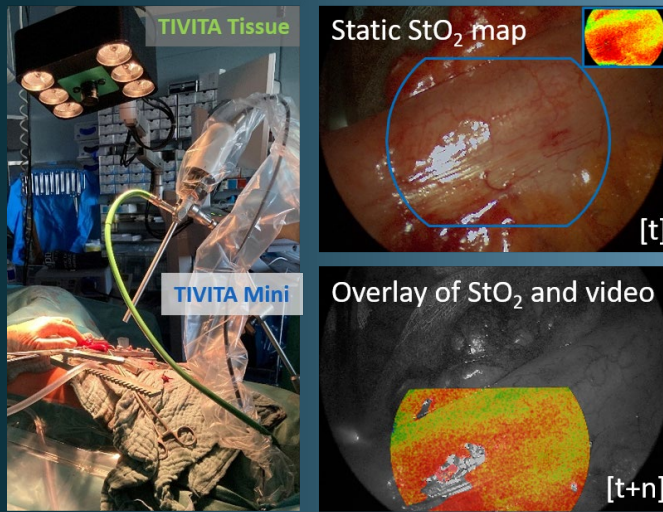 TIVITA Tissue
TIVITA Mini
Static StO₂ map
[t]
Overlay of StO₂ and video
[t+n]